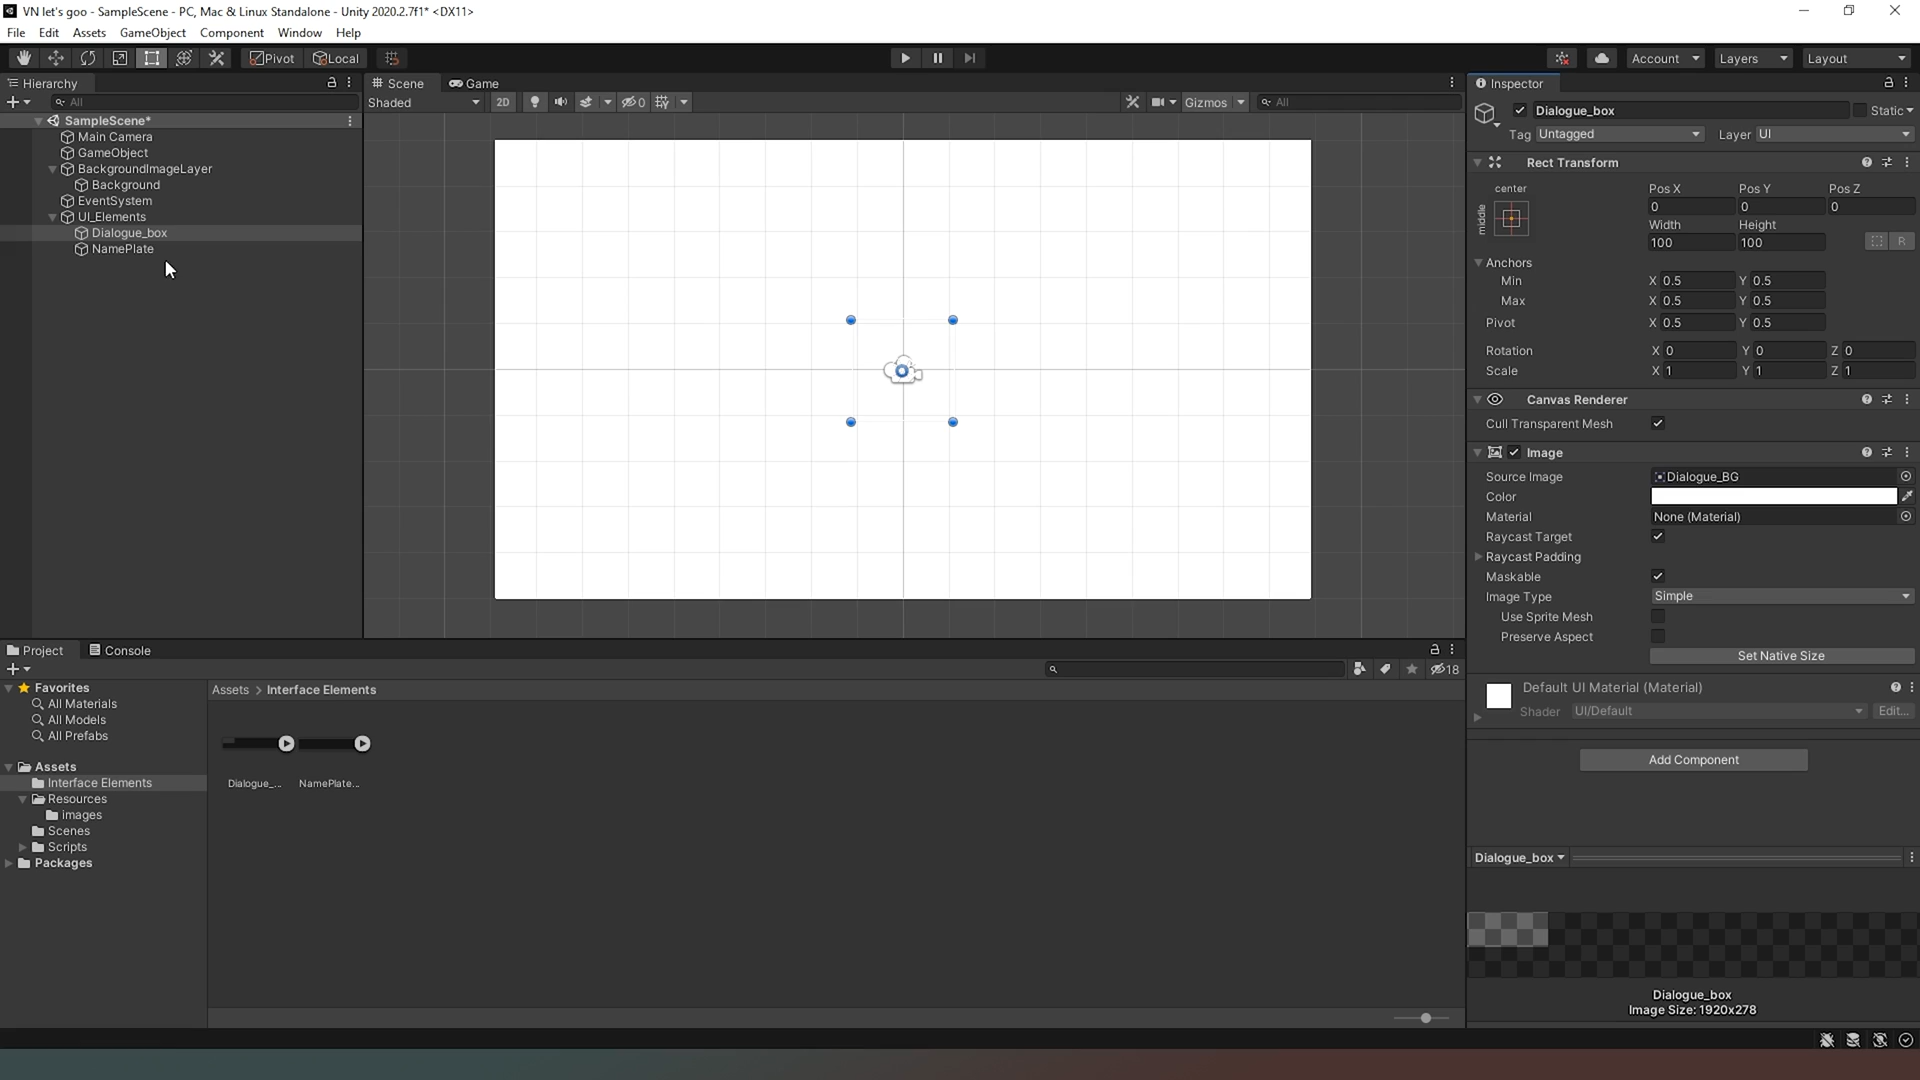 VN let's goo - SampleScene - PC, Mac & Linux Standalone - Unity 2020.2.7f1* <DX11>
File Edit Assets GameObject Component Window Help
Pivot Local
Account Layers Layout
Hierarchy
All
SampleScene*
Main Camera
GameObject
BackgroundImageLayer
Background
EventSystem
UI_Elements
Dialogue_box
NamePlate
Scene Game
Shaded 2D 0 Gizmos All
Inspector
Dialogue_box Static
Tag Untagged Layer UI
Rect Transform
center
middle
Pos X Pos Y Pos Z
0 0 0
Width Height
100 100 R
Anchors
Min X 0.5 Y 0.5
Max X 0.5 Y 0.5
Pivot X 0.5 Y 0.5
Rotation X 0 Y 0 Z 0
Scale X 1 Y 1 Z 1
Canvas Renderer
Cull Transparent Mesh
Image
Source Image Dialogue_BG
Color
Material None (Material)
Raycast Target
Raycast Padding
Maskable
Image Type Simple
Use Sprite Mesh
Preserve Aspect
Set Native Size
Default UI Material (Material)
Shader UI/Default Edit...
Add Component
Dialogue_box
Dialogue_box
Image Size: 1920x278
Project Console
18
Favorites
All Materials
All Models
All Prefabs
Assets
Interface Elements
Resources
images
Scenes
Scripts
Packages
Assets > Interface Elements
Dialogue_... NamePlate...